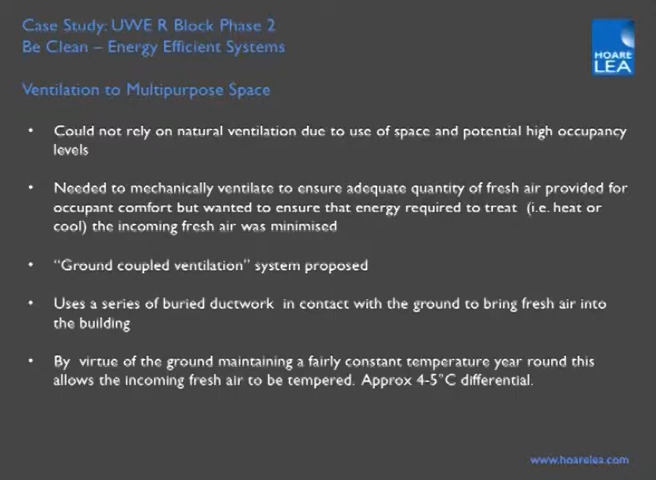 Case Study: UWE R Block Phase 2
Be Clean – Energy Efficient Systems
HOARE
LEA
Ventilation to Multipurpose Space
• Could not rely on natural ventilation due to use of space and potential high occupancy
levels
• Needed to mechanically ventilate to ensure adequate quantity of fresh air provided for
occupant comfort but wanted to ensure that energy required to treat (i.e. heat or
cool) the incoming fresh air was minimised
• “Ground coupled ventilation” system proposed
• Uses a series of buried ductwork in contact with the ground to bring fresh air into
the building
• By virtue of the ground maintaining a fairly constant temperature year round this
allows the incoming fresh air to be tempered. Approx 4-5°C differential.
www.hoarelea.com